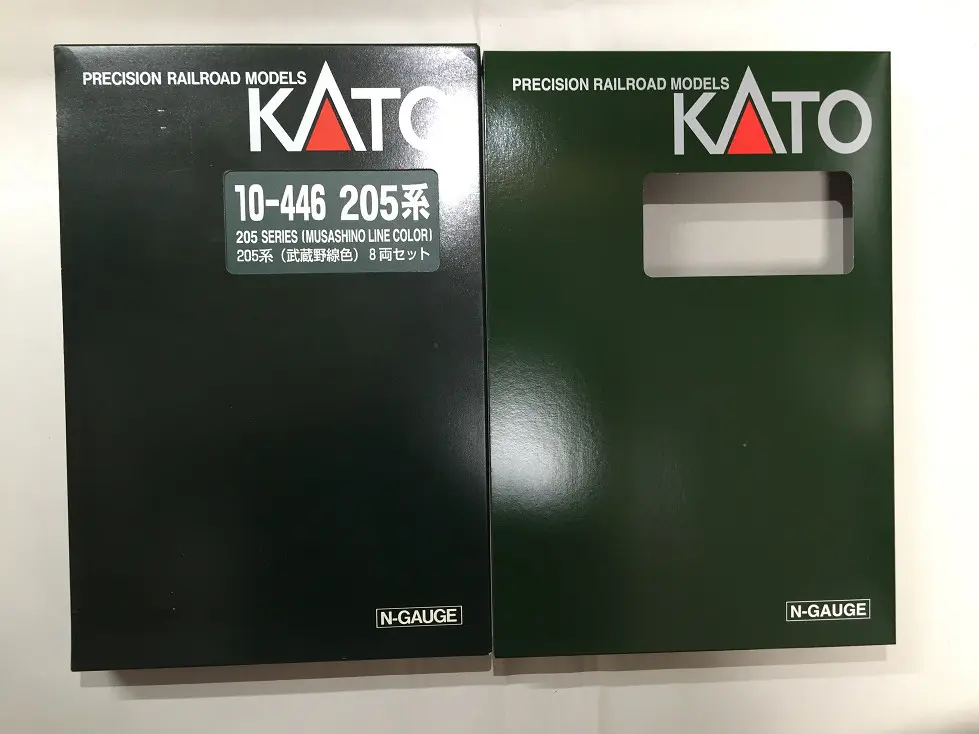 PRECISION RAILROAD MODELS
KATO
10-446 205系
205 SERIES (MUSASHINO LINE COLOR)
205系（武蔵野線色）8両セット
N-GAUGE
PRECISION RAILROAD MODELS
KATO
N-GAUGE